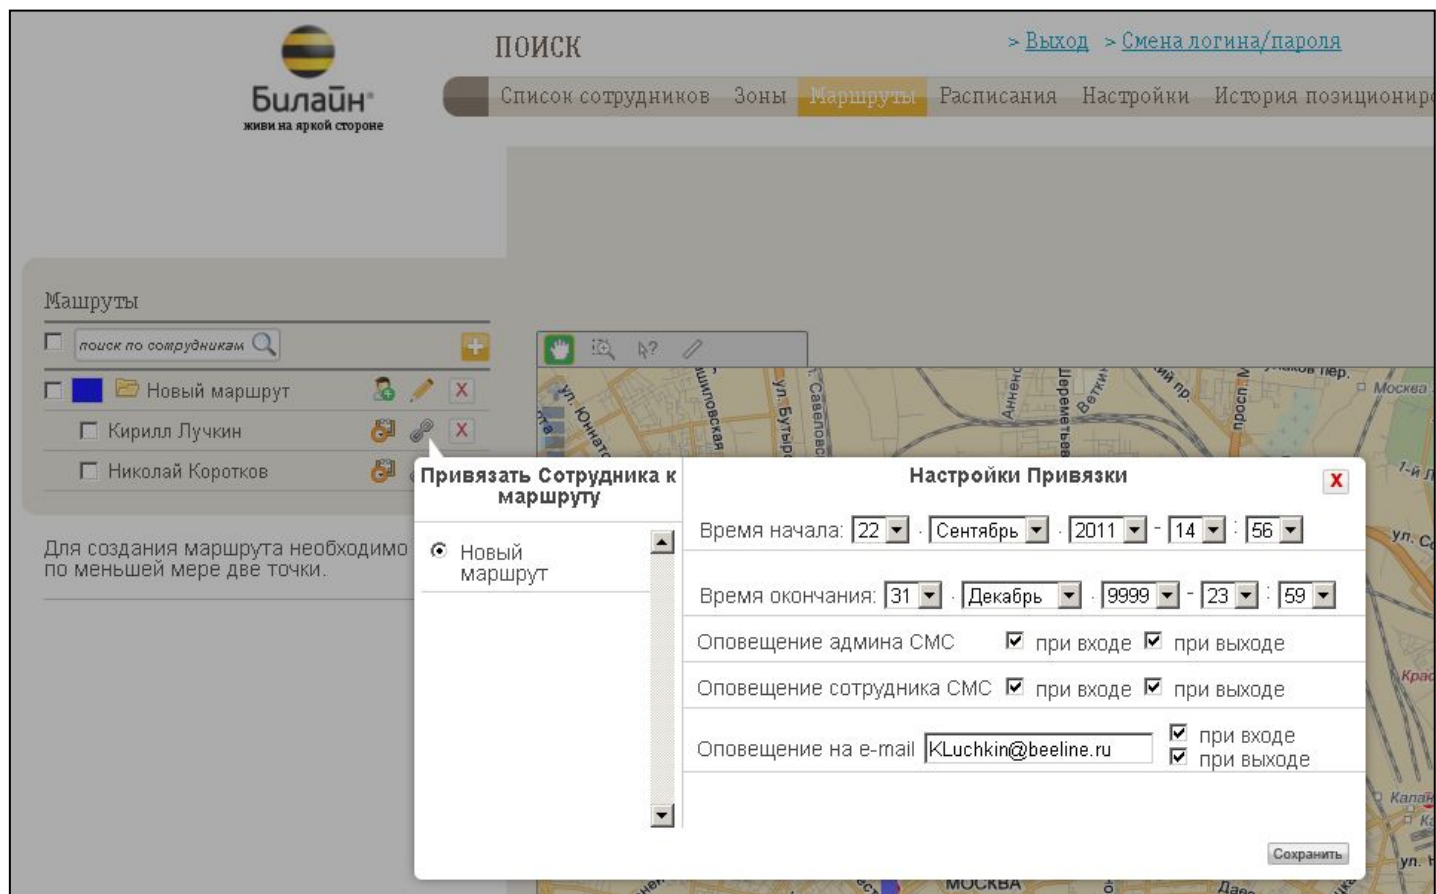 ПОИСК
> Выход > Смена логина/пароля
Билайн®
живи на яркой стороне
Список сотрудников Зоны Маршруты Расписания Настройки История позиционир
Машруты
поиск по сотрудникам
Новый маршрут
Кирилл Лучкин
Николай Коротков
Для создания маршрута необходимо
по меньшей мере две точки.
Привязать Сотрудника к
маршруту
Новый
маршрут
Настройки Привязки
X
Время начала: 22 . Сентябрь . 2011 - 14 : 56
Время окончания: 31 . Декабрь . 9999 - 23 : 59
Оповещение админа СМС при входе при выходе
Оповещение сотрудника СМС при входе при выходе
Оповещение на e-mail KLuchkin@beeline.ru при входе
при выходе
Сохранить
ул. Юннато
ул. Бутыр
Москва
МОСКВА